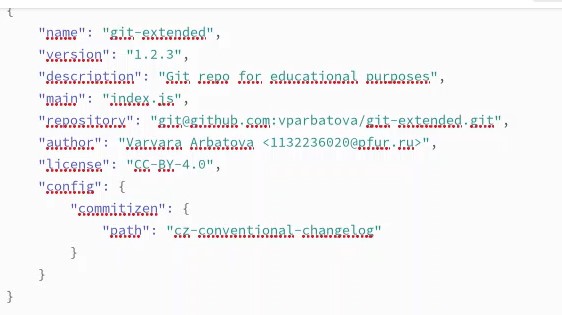 {
    "name": "git-extended",
    "version": "1.2.3",
    "description": "Git repo for educational purposes",
    "main": "index.js",
    "repository": "git@github.com:vparbatova/git-extended.git",
    "author": "Varvara Arbatova <1132236020@pfur.ru>",
    "license": "CC-BY-4.0",
    "config": {
        "commitizen": {
            "path": "cz-conventional-changelog"
        }
    }
}